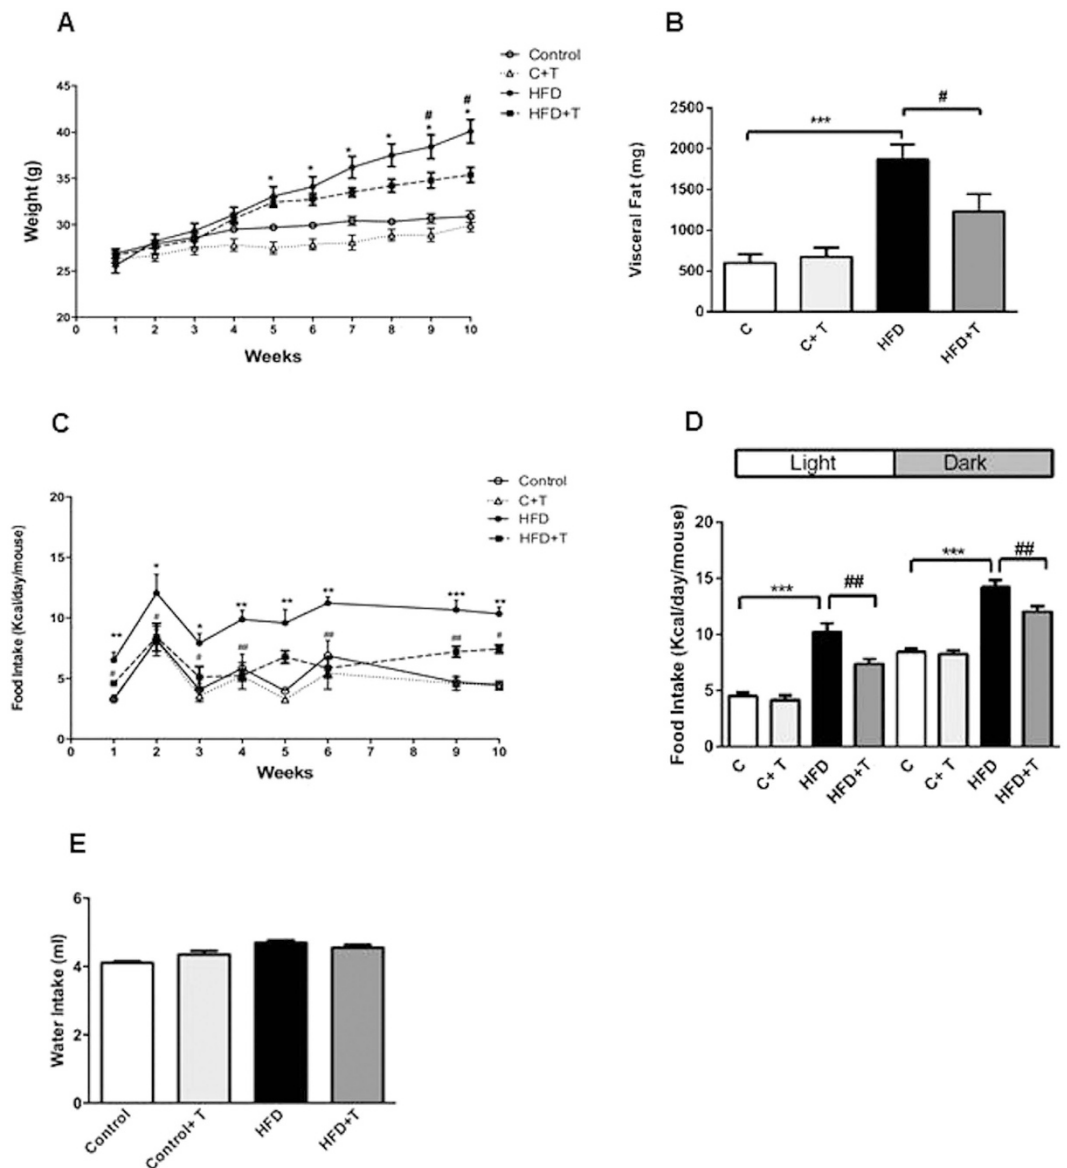 A
Control
C+T
HFD
HFD+T
45
40
35
30
25
20
Weight (g)
* * * * # * # *
0 1 2 3 4 5 6 7 8 9 10
Weeks
B
2500
2000
1500
1000
500
0
Visceral Fat (mg)
***
#
C C+ T HFD HFD+T
C
Control
C+T
HFD
HFD+T
20
15
10
5
0
Food Intake (Kcal/day/mouse)
** * * ** ** ** *** **
# # # ## ## ## #
0 1 2 3 4 5 6 7 8 9 10
Weeks
D
Light Dark
20
15
10
5
0
Food Intake (Kcal/day/mouse)
*** ## *** ##
C C+ T HFD HFD+T C C+ T HFD HFD+T
E
6
4
2
0
Water Intake (ml)
Control Control+ T HFD HFD+T